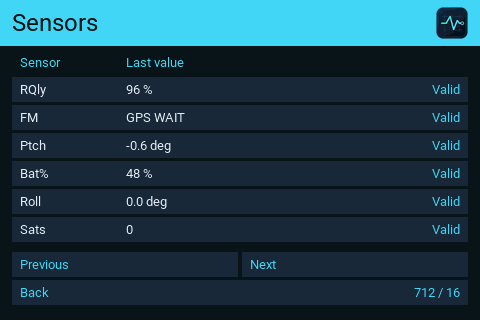 Sensors
Sensor Last value
RQly 96 % Valid
FM GPS WAIT Valid
Ptch -0.6 deg Valid
Bat% 48 % Valid
Roll 0.0 deg Valid
Sats 0 Valid
Previous Next
Back 712 / 16